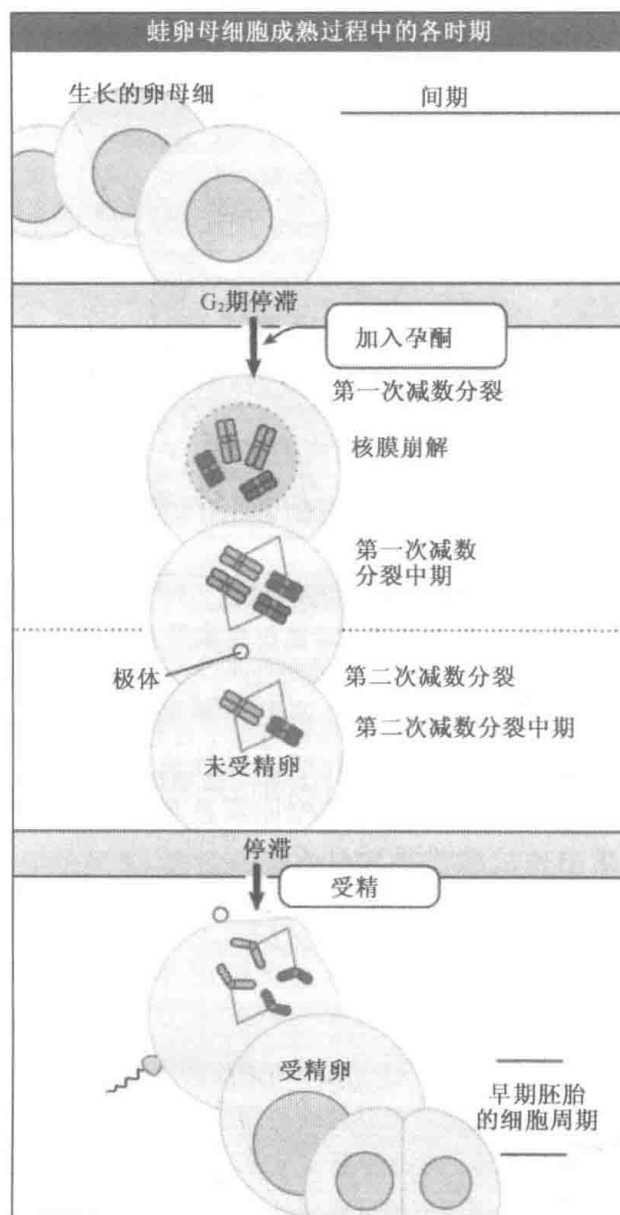 蛙卵母细胞成熟过程中的各时期
生长的卵母细
间期
G₂期停滞
加入孕酮
第一次减数分裂
核膜崩解
第一次减数
分裂中期
极体
第二次减数分裂
第二次减数分裂中期
未受精卵
停滞
受精
受精卵
早期胚胎
的细胞周期